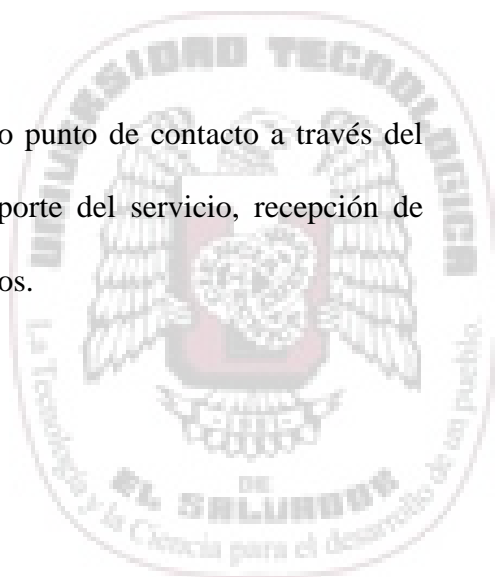 UNIVERSIDAD TECNOLOGICA
o punto de contacto a través del
porte del servicio, recepción de
os.
La Tecnología y la Ciencia para el desarrollo de un pueblo.
DE
EL SALVADOR